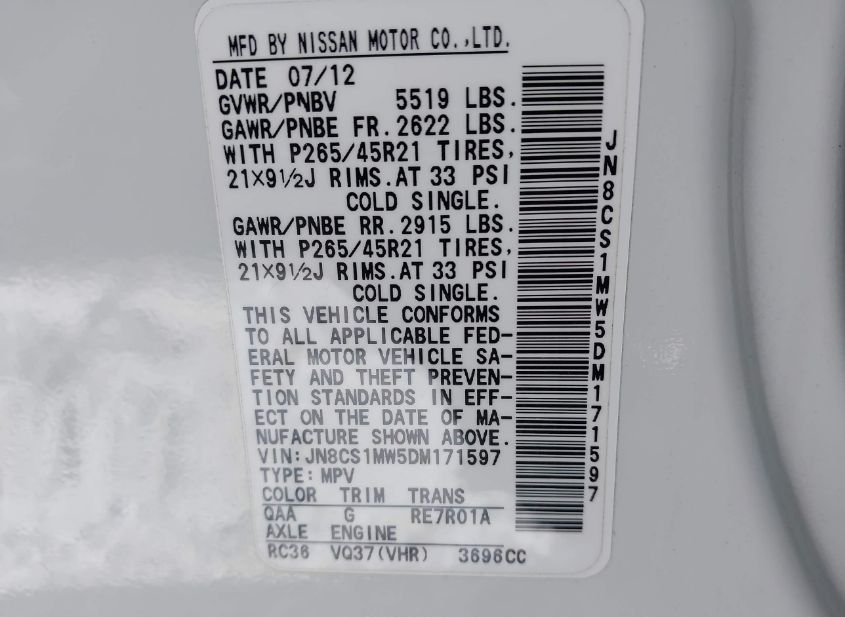 MFD BY NISSAN MOTOR CO.,LTD.
DATE 07/12
GVWR/PNBV 5519 LBS.
GAWR/PNBE FR.2622 LBS.
WITH P265/45R21 TIRES,
21X9½J RIMS.AT 33 PSI
COLD SINGLE.
GAWR/PNBE RR.2915 LBS.
WITH P265/45R21 TIRES,
21X9½J RIMS.AT 33 PSI
COLD SINGLE.
THIS VEHICLE CONFORMS
TO ALL APPLICABLE FED-
ERAL MOTOR VEHICLE SA-
FETY AND THEFT PREVEN-
TION STANDARDS IN EFF-
ECT ON THE DATE OF MA-
NUFACTURE SHOWN ABOVE.
VIN:JN8CS1MW5DM171597
TYPE:MPV
COLOR TRIM TRANS
QAA G RE7R01A
AXLE ENGINE
RC36 VQ37(VHR) 3696CC
JN8CS1MW5DM171597